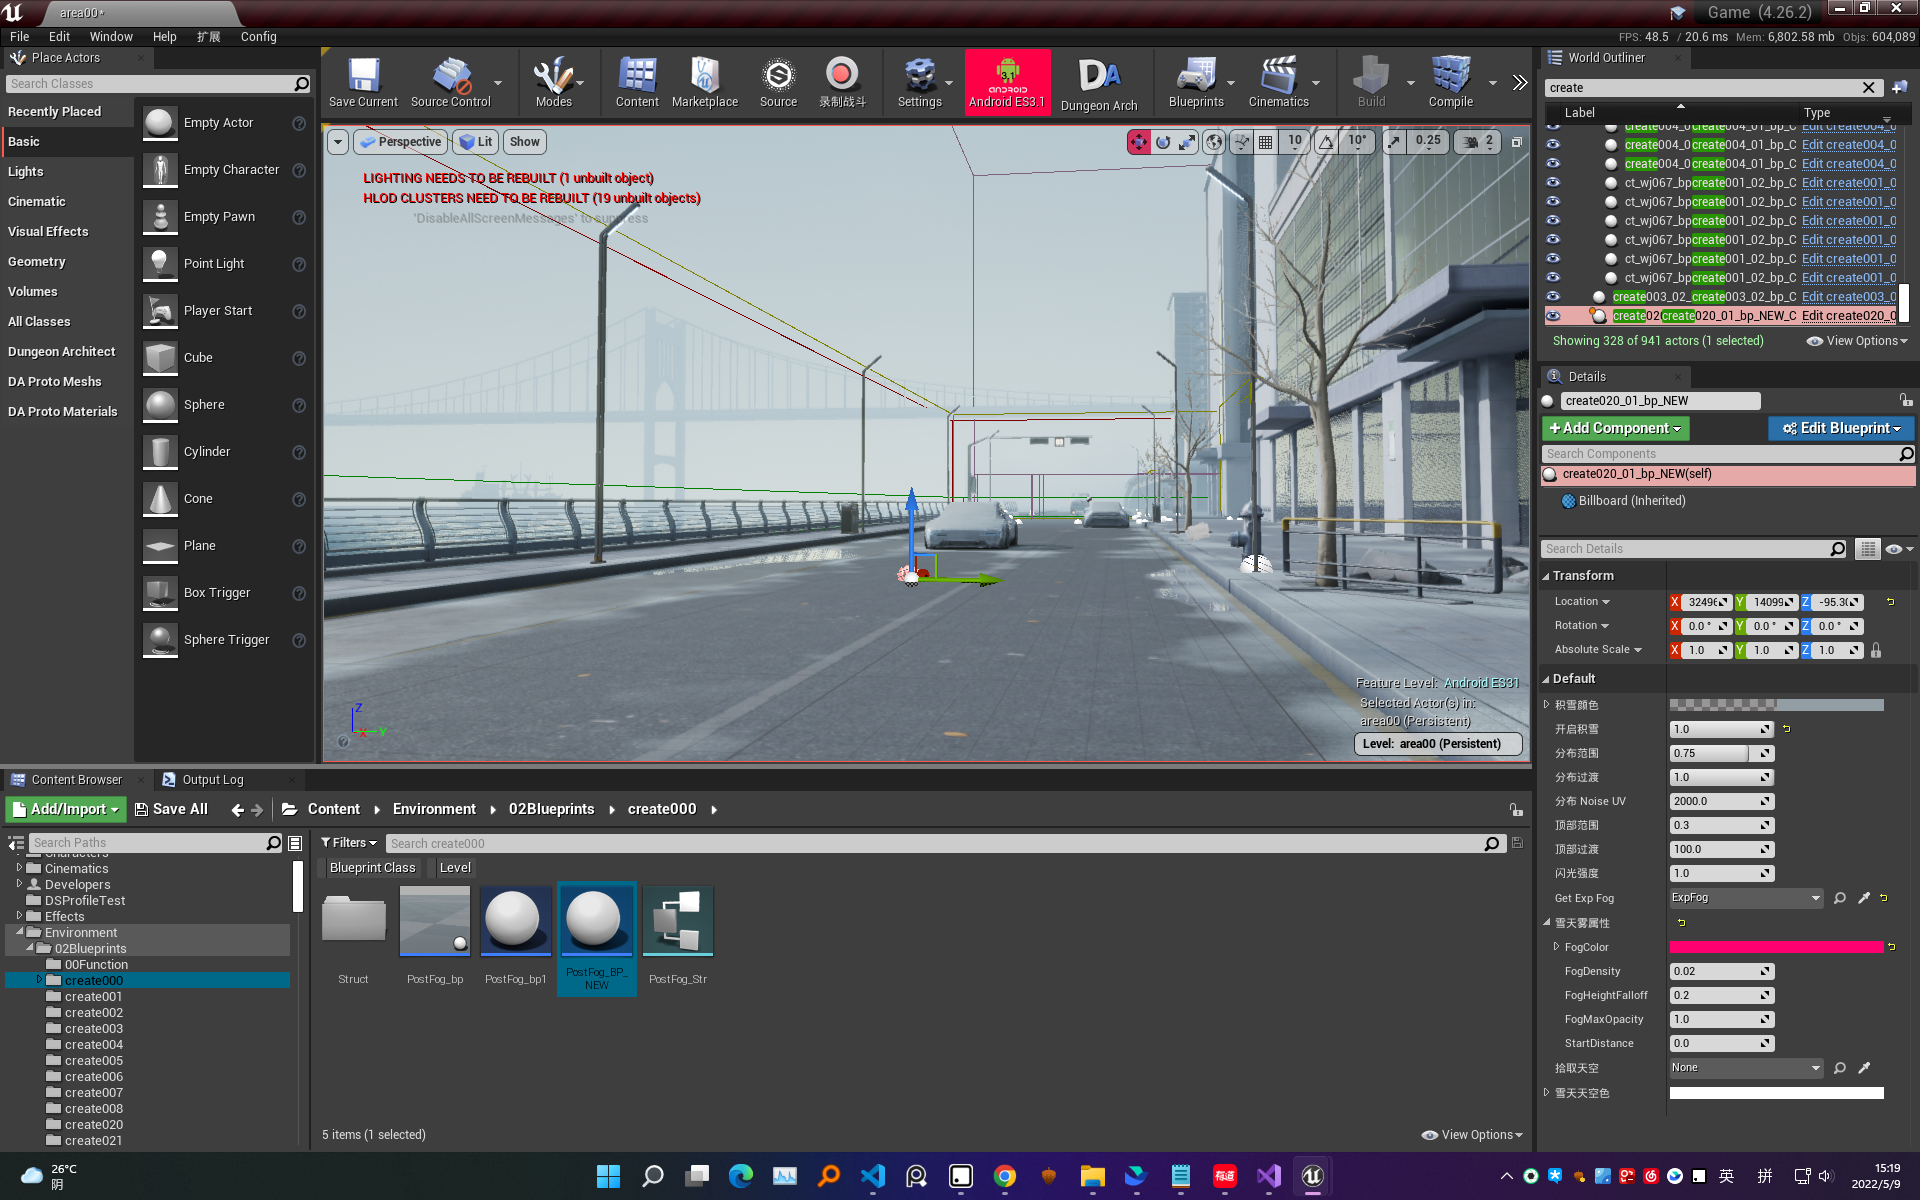 area00*
Game (4.26.2)
File Edit Window Help 扩展 Config
FPS: 48.5 / 20.6 ms Mem: 6,802.58 mb Objs: 604,089
Place Actors
Search Classes
Recently Placed
Basic
Lights
Cinematic
Visual Effects
Geometry
Volumes
All Classes
Dungeon Architect
DA Proto Meshs
DA Proto Materials
Empty Actor
Empty Character
Empty Pawn
Point Light
Player Start
Cube
Sphere
Cylinder
Cone
Plane
Box Trigger
Sphere Trigger
Save Current
Source Control
Modes
Content
Marketplace
Source
录制战斗
Settings
3.1
ANDROID
Android ES3.1
DA
Dungeon Arch
Blueprints
Cinematics
Build
Compile
Perspective Lit Show
10 10° 0.25 2
LIGHTING NEEDS TO BE REBUILT (1 unbuilt object)
HLOD CLUSTERS NEED TO BE REBUILT (19 unbuilt objects)
'DisableAllScreenMessages' to suppress
Feature Level: Android ES31
Selected Actor(s) in:
area00 (Persistent)
Level: area00 (Persistent)
Z
X Y
World Outliner
create
Label Type
create004_0create004_01_bp_C Edit create004_0
create004_0create004_01_bp_C Edit create004_0
create004_0create004_01_bp_C Edit create004_0
ct_wj067_bpcreate001_02_bp_C Edit create001_0
ct_wj067_bpcreate001_02_bp_C Edit create001_0
ct_wj067_bpcreate001_02_bp_C Edit create001_0
ct_wj067_bpcreate001_02_bp_C Edit create001_0
ct_wj067_bpcreate001_02_bp_C Edit create001_0
ct_wj067_bpcreate001_02_bp_C Edit create001_0
create003_02_create003_02_bp_C Edit create003_0
create02create020_01_bp_NEW_C Edit create020_0
Showing 328 of 941 actors (1 selected)
View Options
Details
create020_01_bp_NEW
+Add Component
Edit Blueprint
Search Components
create020_01_bp_NEW(self)
Billboard (Inherited)
Search Details
Transform
Location X 32496 Y 14099 Z -95.3
Rotation X 0.0 ° Y 0.0 ° Z 0.0 °
Absolute Scale X 1.0 Y 1.0 Z 1.0
Default
积雪颜色
开启积雪 1.0
分布范围 0.75
分布过渡 1.0
分布 Noise UV 2000.0
顶部范围 0.3
顶部过渡 100.0
闪光强度 1.0
Get Exp Fog ExpFog
雪天雾属性
FogColor
FogDensity 0.02
FogHeightFalloff 0.2
FogMaxOpacity 1.0
StartDistance 0.0
拾取天空 None
雪天天空色
Content Browser
Output Log
Add/Import Save All Content Environment 02Blueprints create000
Search Paths
Characters
Cinematics
Developers
DSProfileTest
Effects
Environment
02Blueprints
00Function
create000
create001
create002
create003
create004
create005
create006
create007
create008
create020
create021
Filters
Search create000
Blueprint Class Level
Struct
PostFog_bp
PostFog_bp1
PostFog_BP_
NEW
PostFog_Str
5 items (1 selected)
View Options
26°C
阴
有道
英 拼
15:19
2022/5/9